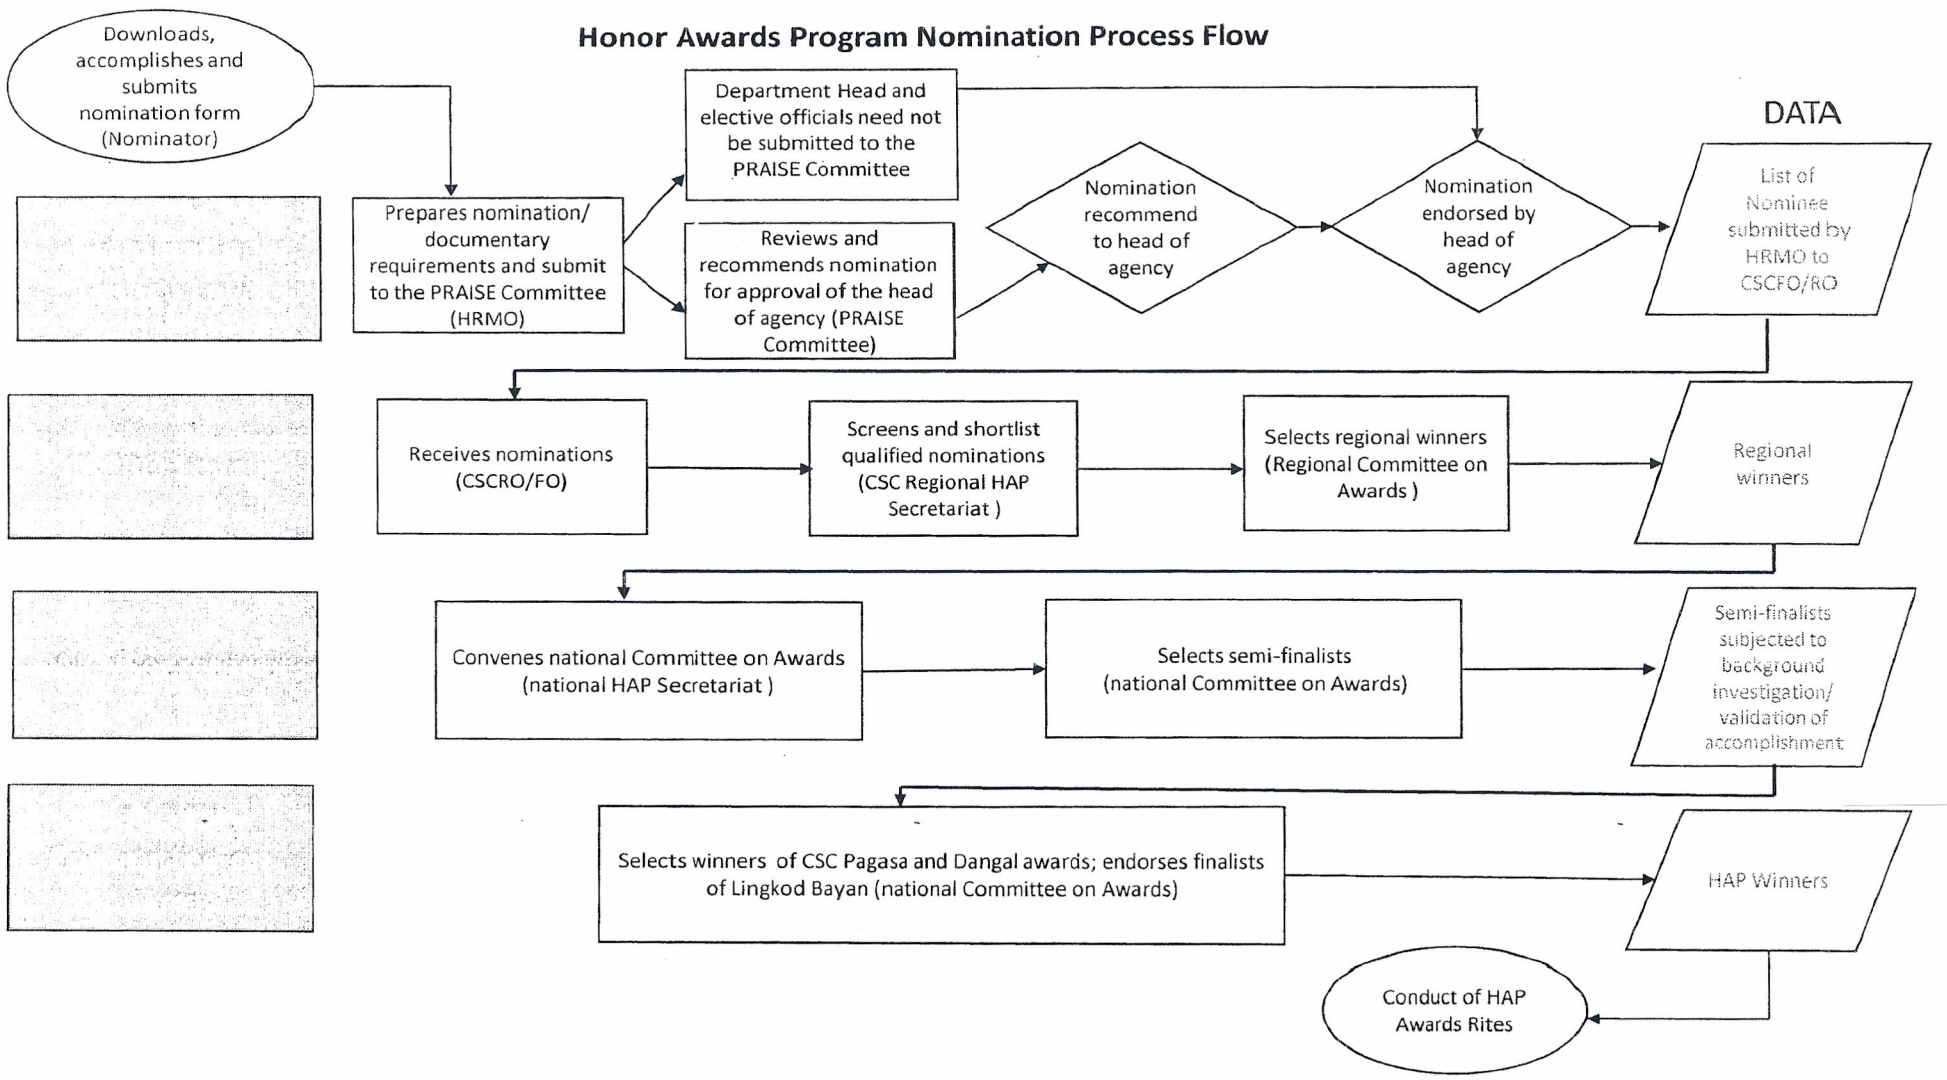 Honor Awards Program Nomination Process Flow
Downloads,
accomplishes and
submits
nomination form
(Nominator)
Prepares nomination/
documentary
requirements and submit
to the PRAISE Committee
(HRMO)
Department Head and
elective officials need not
be submitted to the
PRAISE Committee
Reviews and
recommends nomination
for approval of the head
of agency (PRAISE
Committee)
Nomination
recommend
to head of
agency
Nomination
endorsed by
head of
agency
DATA
List of
Nominee
submitted by
HRMO to
CSCFO/RO
Receives nominations
(CSCRO/FO)
Screens and shortlist
qualified nominations
(CSC Regional HAP
Secretariat )
Selects regional winners
(Regional Committee on
Awards )
Regional
winners
Convenes national Committee on Awards
(national HAP Secretariat )
Selects semi-finalists
(national Committee on Awards)
Semi-finalists
subjected to
background
investigation/
validation of
accomplishment
Selects winners of CSC Pagasa and Dangal awards; endorses finalists
of Lingkod Bayan (national Committee on Awards)
HAP Winners
Conduct of HAP
Awards Rites